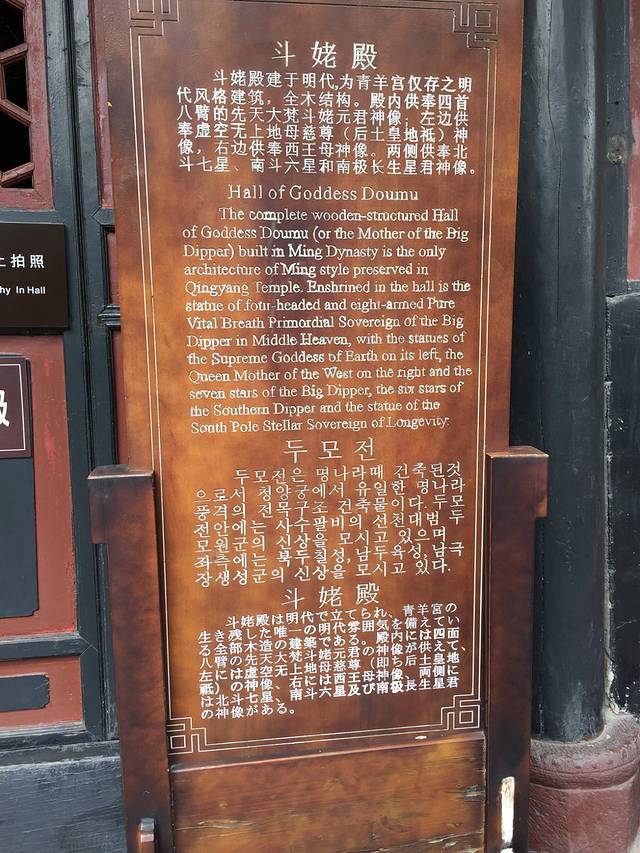 斗姥殿
斗姥殿建于明代,为青羊宫仅存之明
代风格建筑，全木结构。殿内供奉四首
八臂的先天大梵斗姥元君神像；左边供
奉虚空无上地母慈尊（后土皇地祇）神
像，右边供奉西王母神像。两侧供奉北
斗七星、南斗六星和南极长生星君神像。
Hall of Goddess Doumu
The complete wooden-structured Hall
of Goddess Doumu (or the Mother of the Big
Dipper) built in Ming Dynasty is the only
architecture of Ming style preserved in
Qingyang Temple. Enshrined in the hall is the
statue of four-headed and eight-armed Pure
Vital Breath Primordial Sovereign of the Big
Dipper in Middle Heaven, with the statues of
the Supreme Goddess of Earth on its left, the
Queen Mother of the West on the right and the
seven stars of the Big Dipper, the six stars of
the Southern Dipper and the statue of the
South Pole Stellar Sovereign of Longevity.
두모전
두모전은 명나라때 건축된것
으로서 청양궁에서 유일한 명나라
풍격의 전목구조 건축물이다. 두모
전안에는 사수팔비의 선천대범 두
모원군의 신상을 모시고 있으며
좌측에는 북두칠성,남두육성,남극
장생성군의 신상을 모시고 있다.
斗姥殿
斗姥殿は明代で立てられ、青羊宮の
生き残した唯一の明代雰囲気を備えてい
る全木造の建築である。殿内には四面、
八臂の先天大梵斗姥元君の神
左に虚空无上地母慈尊(即ち后土皇地
祇)の神像、右に西王
は北斗七星、南斗六星及び南極長生星君
の神像がある。
拍照
hy in Hall